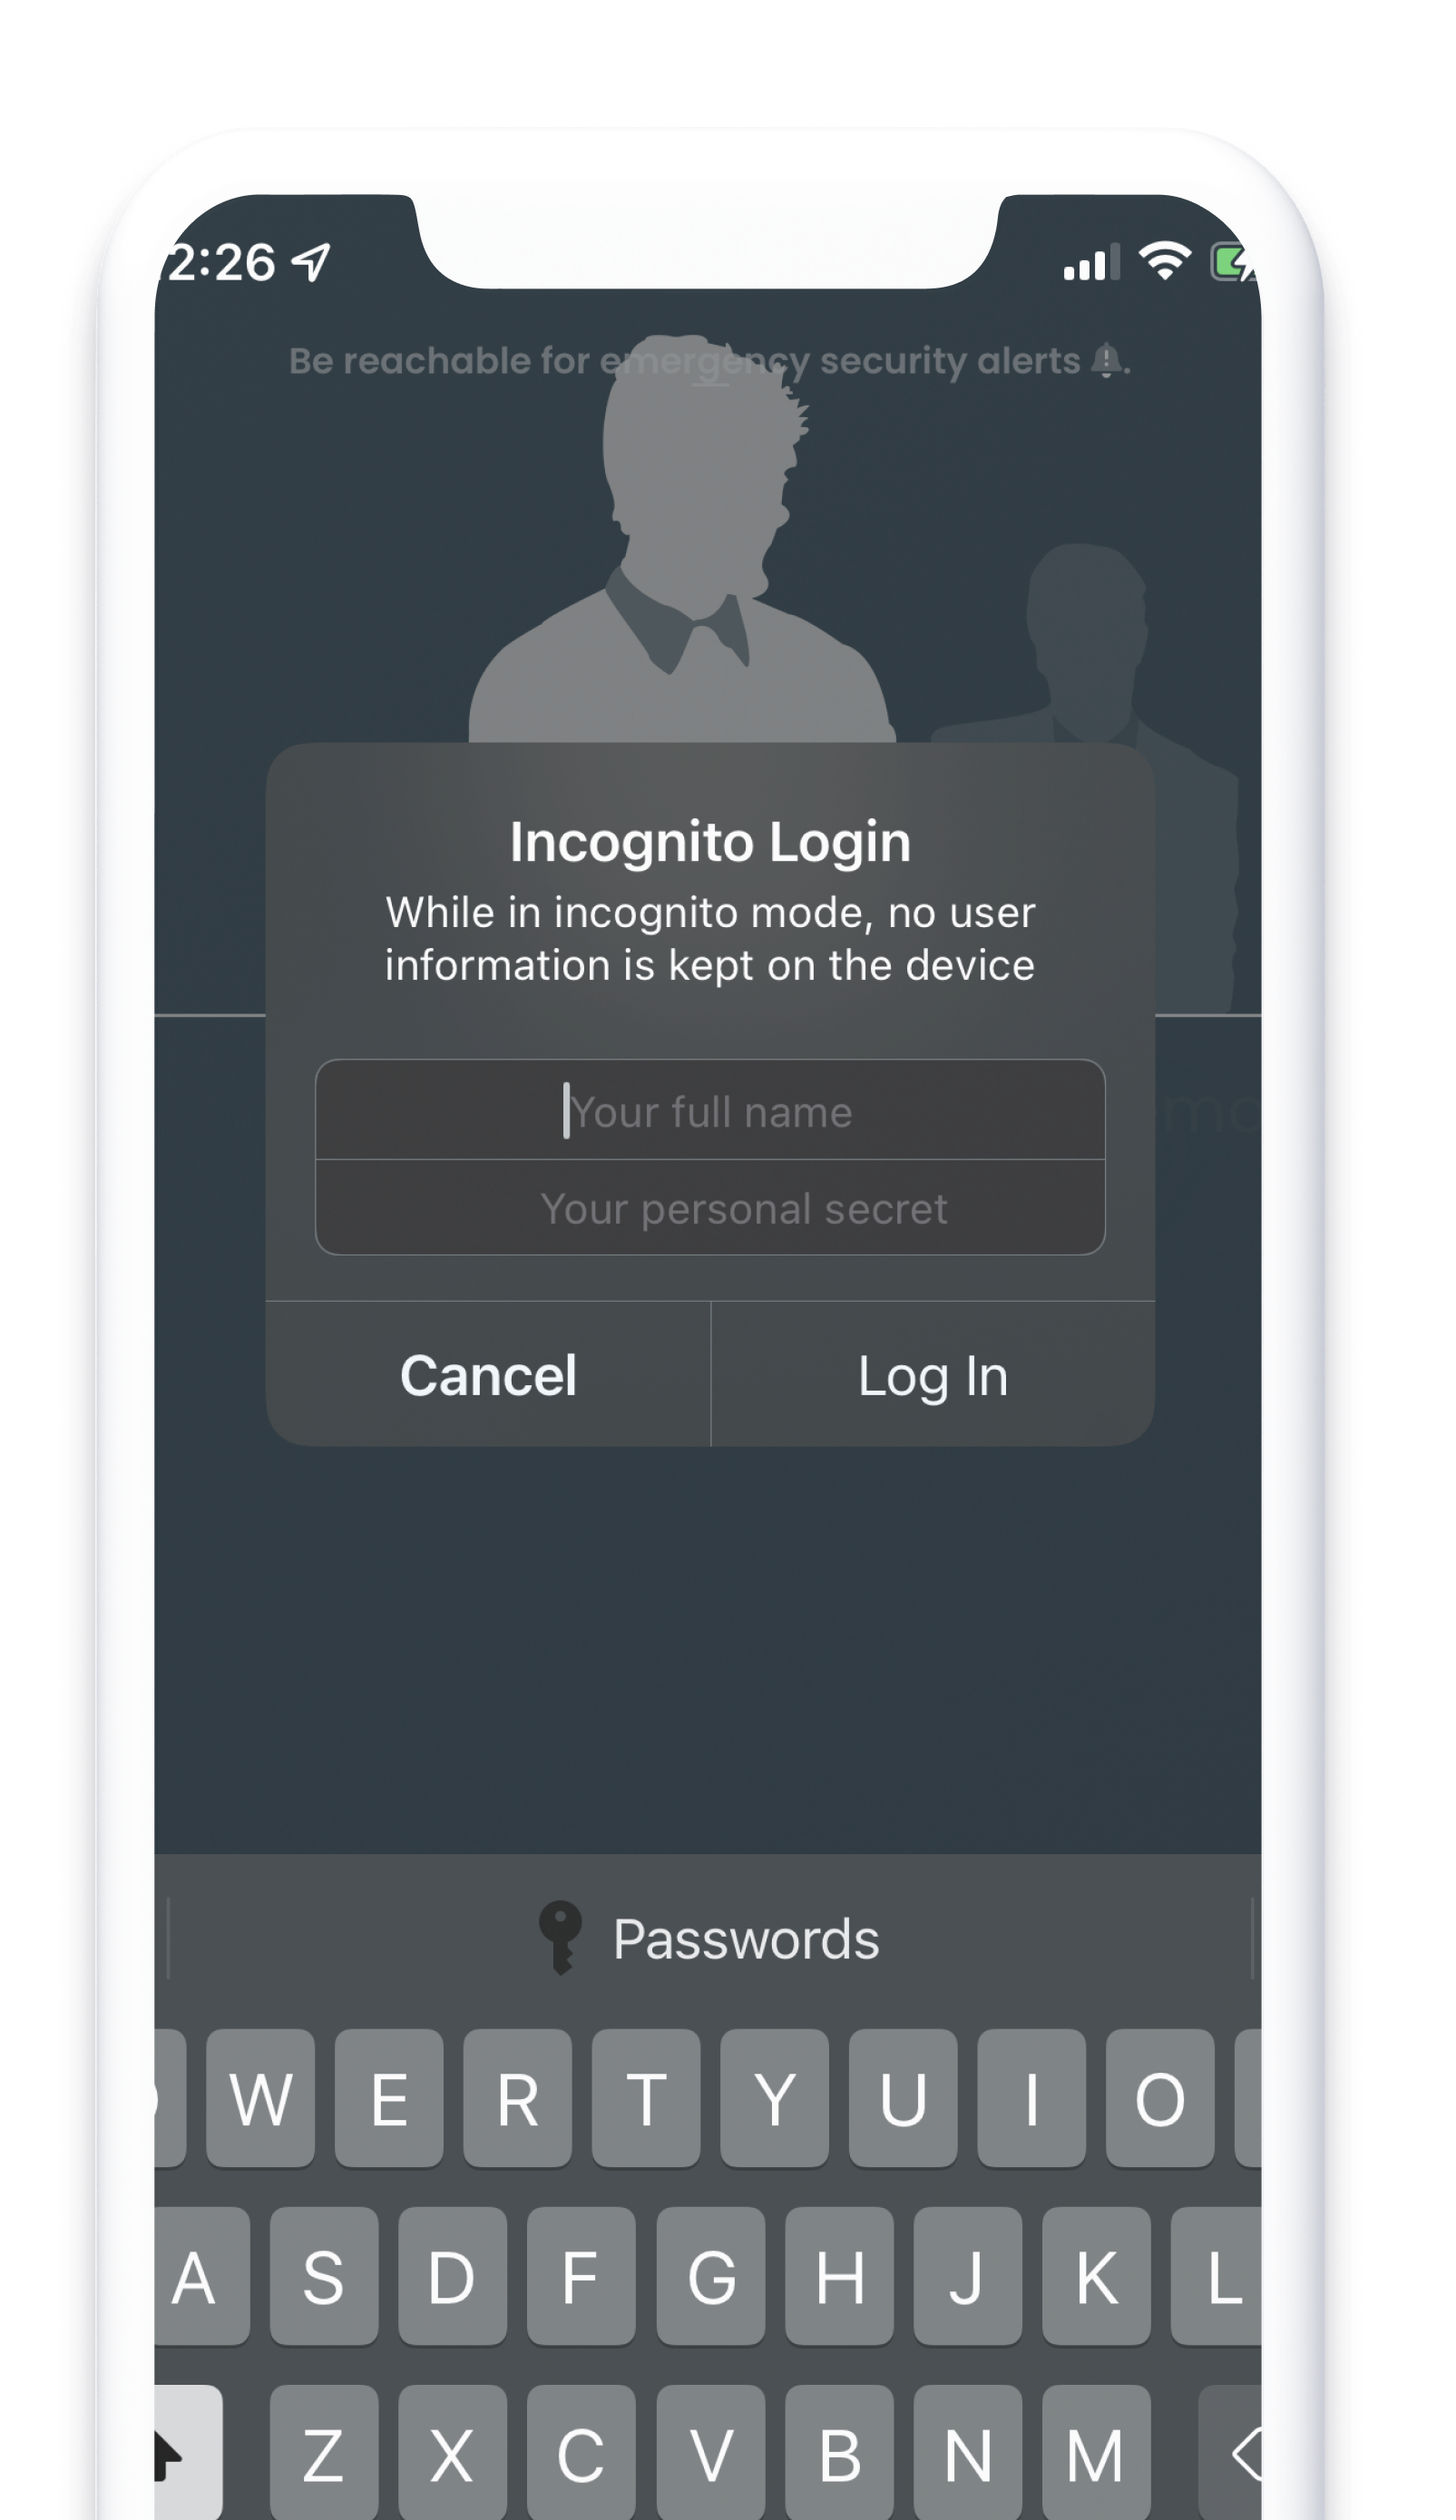 2:26
Be reachable for emergency security alerts.
Incognito Login
While in incognito mode, no user
information is kept on the device
Your full name
Your personal secret
Cancel Log In
Passwords
W E R T Y U I O
A S D F G H J K L
Z X C V B N M